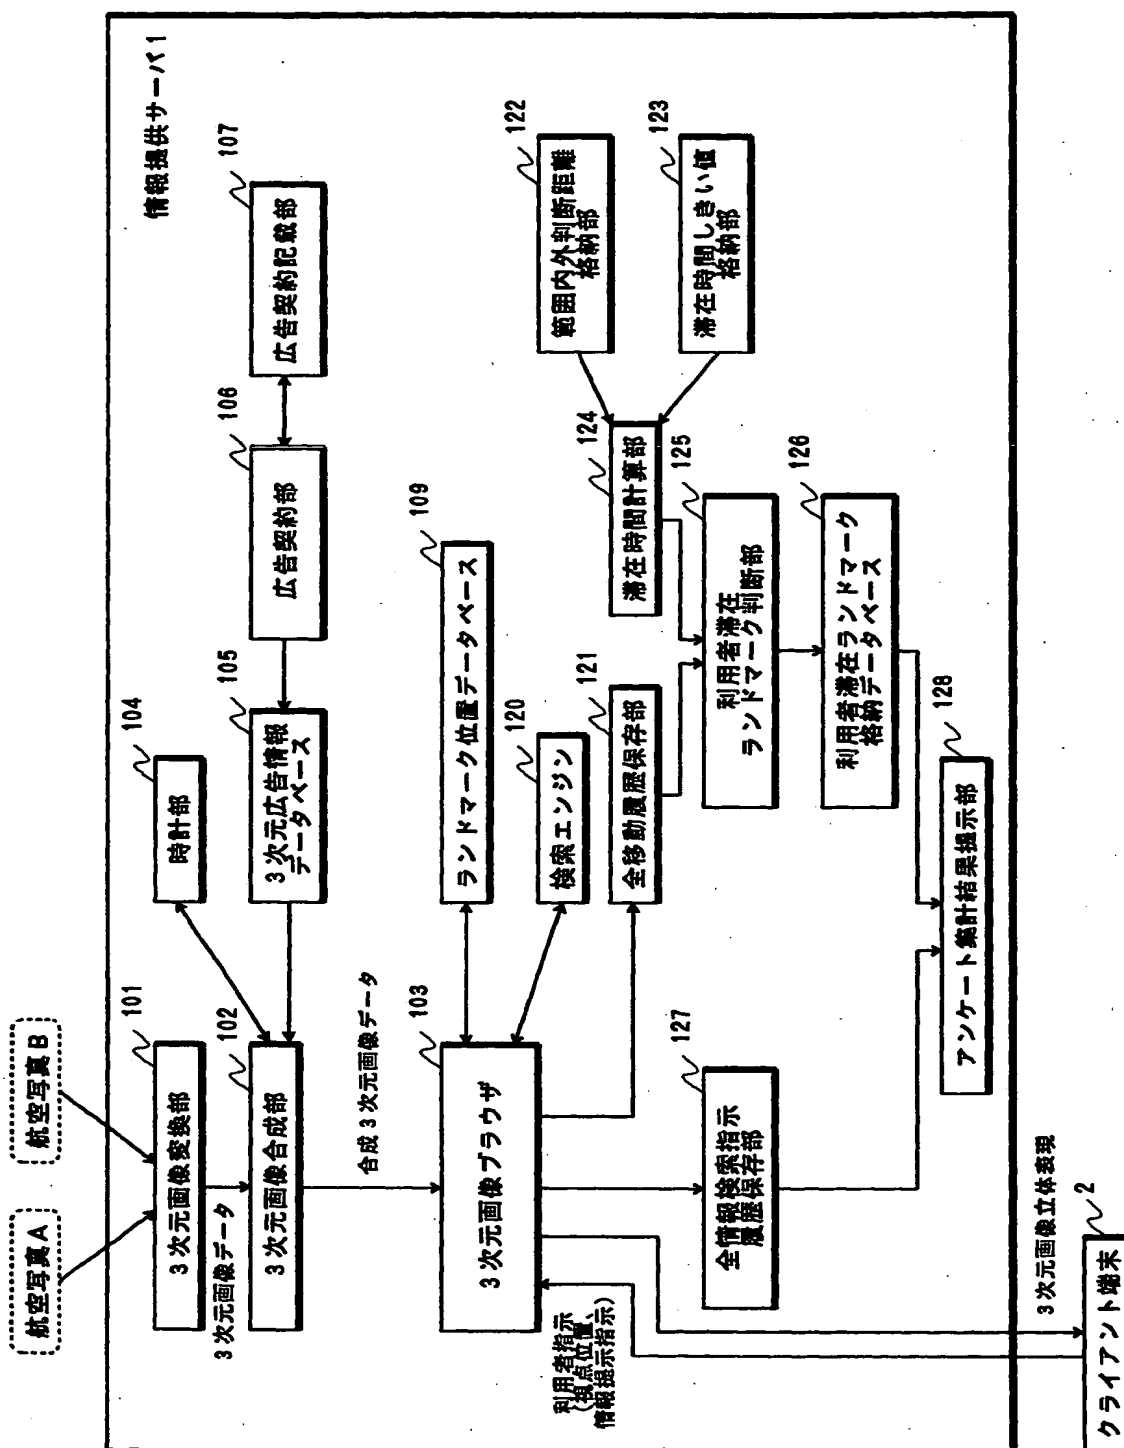 情報提供サーバ1
航空写真A
航空写真B
101
3次元画像変換部
3次元画像データ
102
3次元画像合成部
合成3次元画像データ
104
時計部
105
3次元広告情報
データベース
106
広告契約部
107
広告契約記載部
103
3次元画像ブラウザ
109
ランドマーク位置データベース
120
検索エンジン
121
全移動履歴保存部
122
範囲内外判断距離
格納部
123
滞在時間しきい値
格納部
124
滞在時間計算部
125
利用者滞在
ランドマーク判断部
126
利用者滞在ランドマーク
格納データベース
127
全情報検索指示
履歴保存部
128
アンケート集計結果提示部
利用者指示
(視点位置、
情報提示指示)
3次元画像立体表現
2
クライアント端末